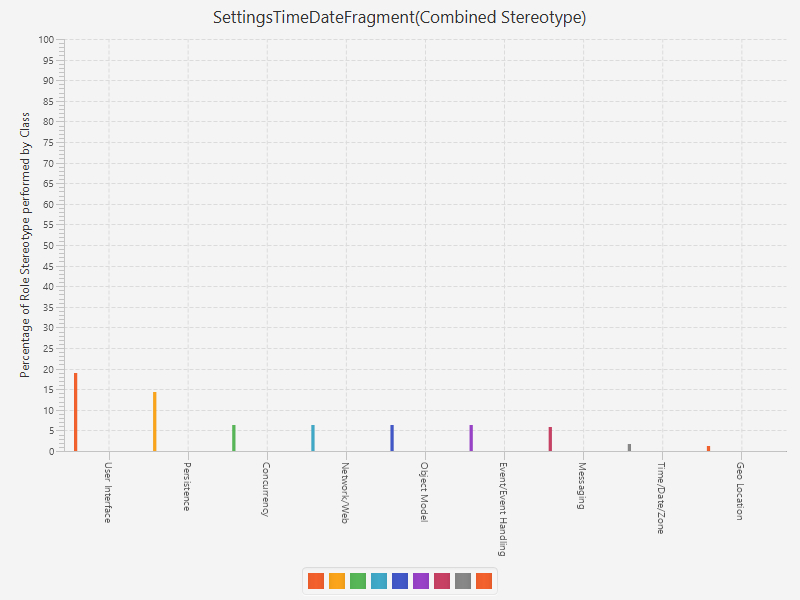 SettingsTimeDateFragment(Combined Stereotype)
Percentage of Role Stereotype performed by Class
100
95
90
85
80
75
70
65
60
55
50
45
40
35
30
25
20
15
10
5
0
User Interface
Persistence
Concurrency
Network/Web
Object Model
Event/Event Handling
Messaging
Time/Date/Zone
Geo Location